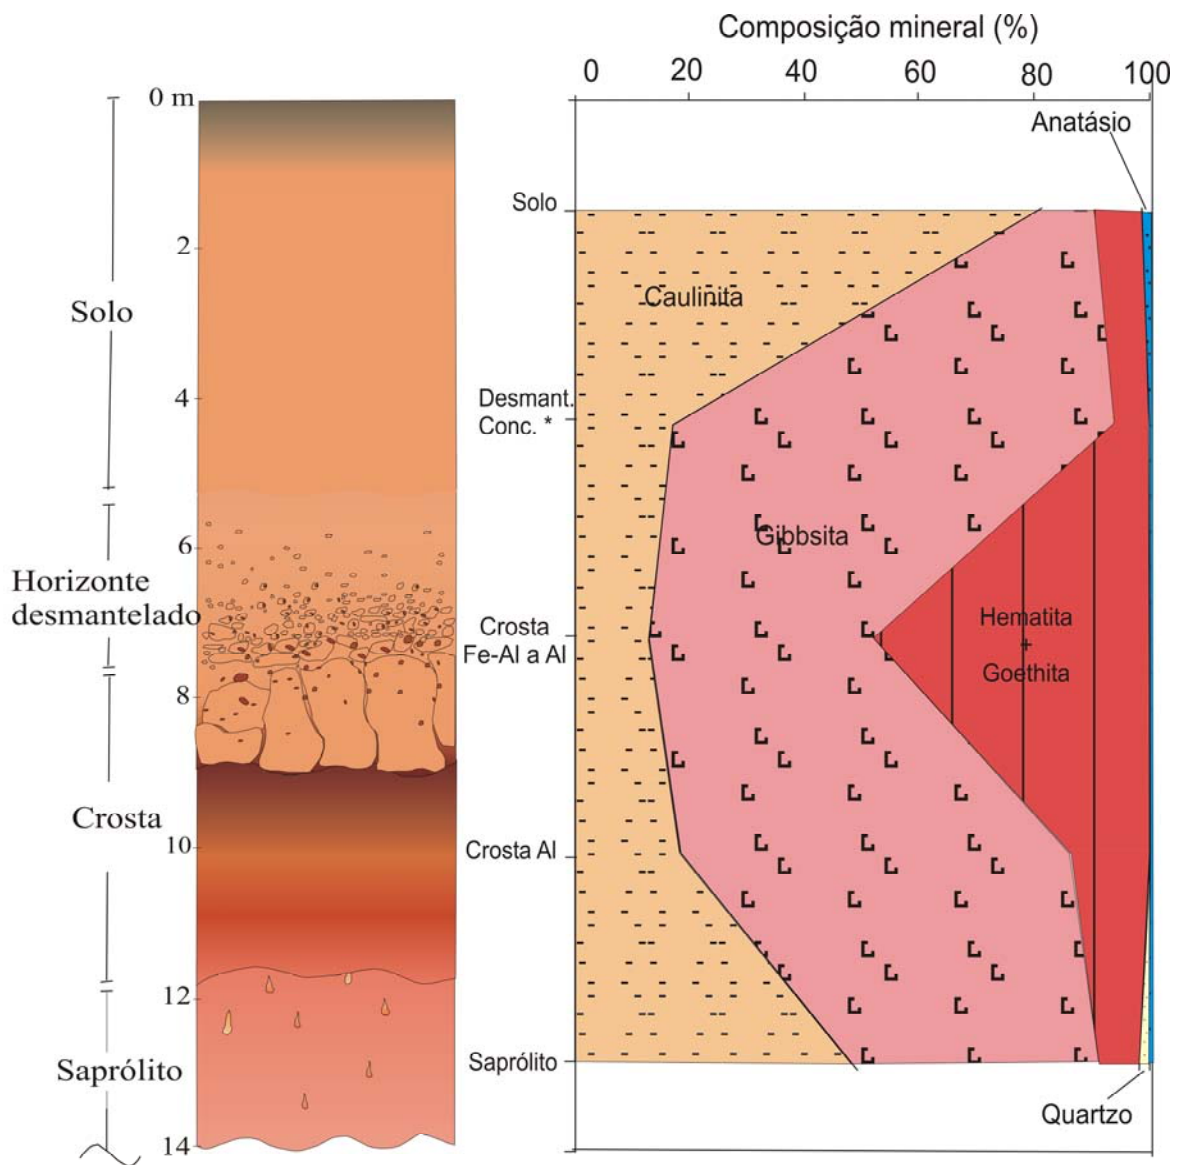 Composição mineral (%)
0 20 40 60 80 100
0 m
Anatásio
Solo
2
Caulinita
Solo
4
Desmant.
Conc. *
6
Gibbsita
Horizonte
desmantelado
Crosta
Fe-Al a Al
Hematita
+
Goethita
8
Crosta
10
Crosta Al
12
Saprólito
Saprólito
Quartzo
14